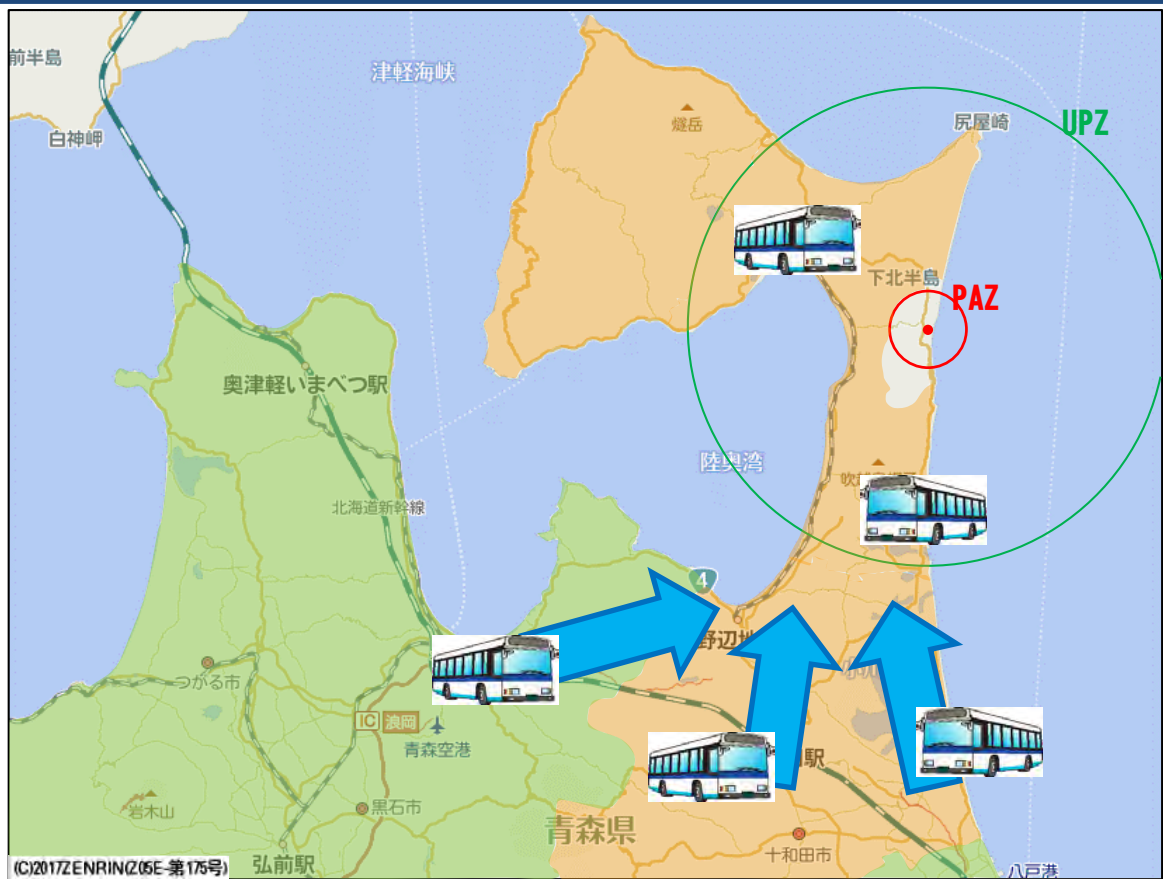 前半島
津軽海峡
白神岬
燧岳
尻屋崎
UPZ
下北半島
PAZ
奥津軽いまべつ駅
陸奥湾
北海道新幹線
4
野辺地
つがる市
IC 浪岡
青森空港
駅
岩木山
黒石市
青森県
十和田市
弘前駅
八戸港
(C)2017ZENRIN(Z05E-第175号)